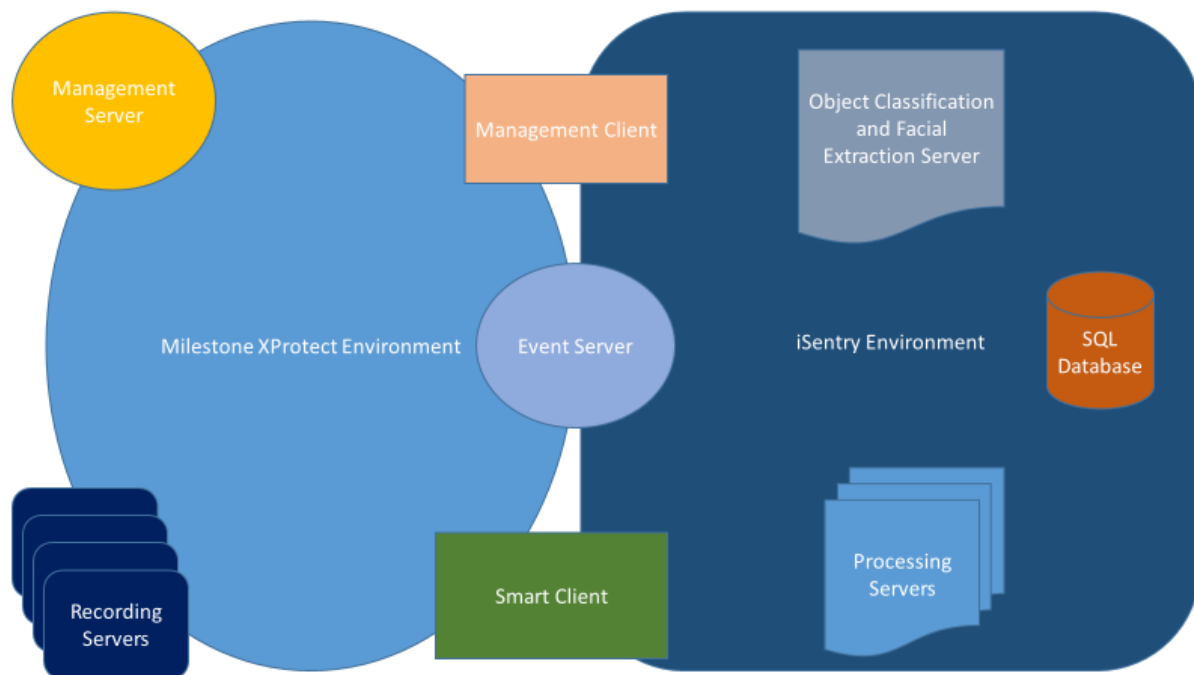 Management
Server
Management Client
Object Classification
and Facial
Extraction Server
Milestone XProtect Environment
Event Server
iSentry Environment
SQL
Database
Recording
Servers
Smart Client
Processing
Servers